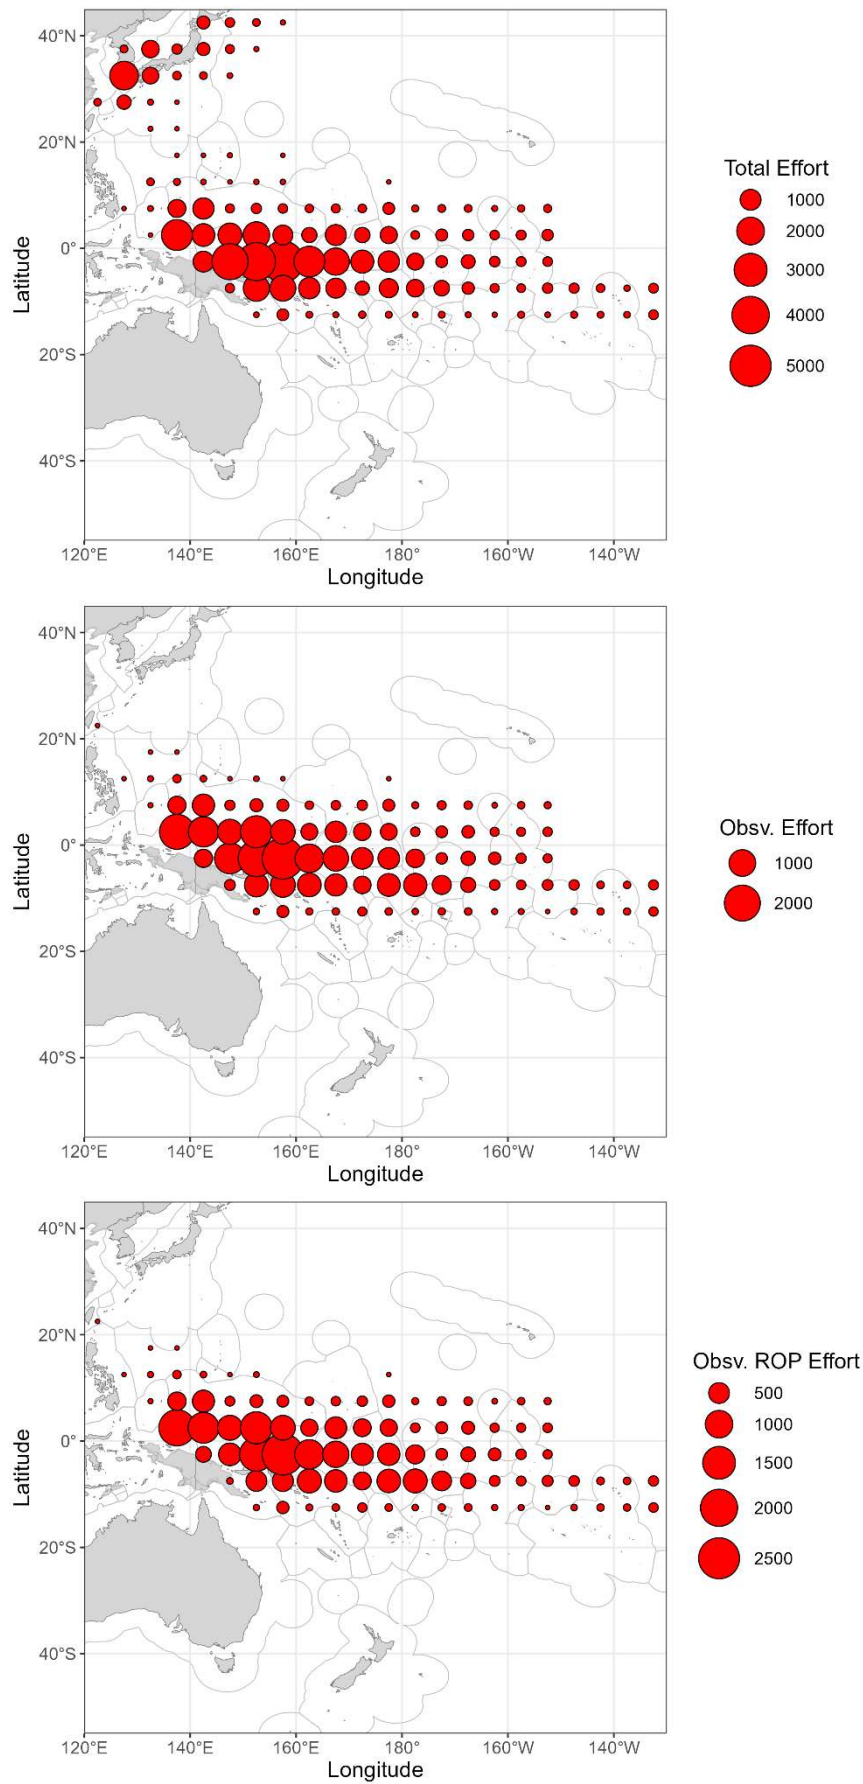 40°N
20°N
0°
20°S
40°S
Latitude
120°E 140°E 160°E 180° 160°W 140°W
Longitude
Total Effort
1000
2000
3000
4000
5000
40°N
20°N
0°
20°S
40°S
Latitude
120°E 140°E 160°E 180° 160°W 140°W
Longitude
Obsv. Effort
1000
2000
40°N
20°N
0°
20°S
40°S
Latitude
120°E 140°E 160°E 180° 160°W 140°W
Longitude
Obsv. ROP Effort
500
1000
1500
2000
2500